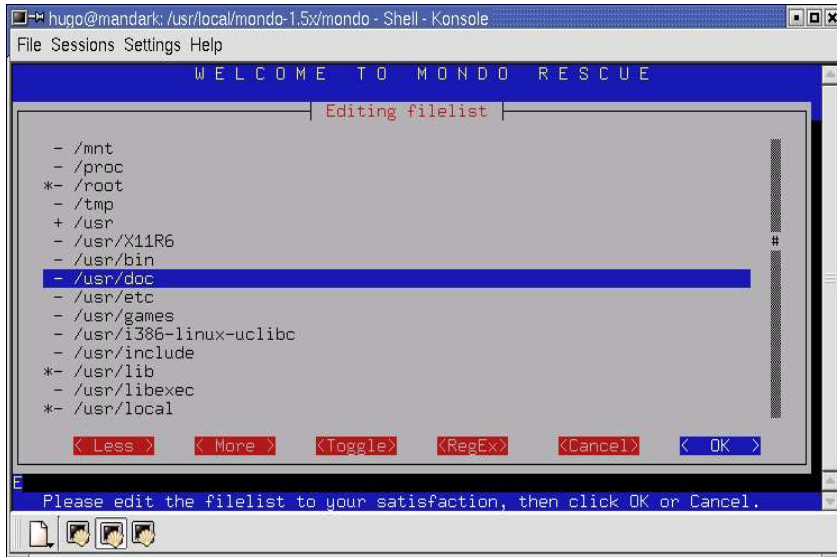 hugo@mandark: /usr/local/mondo-1.5x/mondo - Shell - Konsole
File Sessions Settings Help
W E L C O M E   T O   M O N D O   R E S C U E
Editing filelist
- /mnt
- /proc
*- /root
- /tmp
+ /usr
- /usr/X11R6
#
- /usr/bin
- /usr/doc
- /usr/etc
- /usr/games
- /usr/i386-linux-uclibc
- /usr/include
*- /usr/lib
- /usr/libexec
*- /usr/local
< Less > < More > <Toggle> <RegEx> <Cancel> < OK >
E
Please edit the filelist to your satisfaction, then click OK or Cancel.